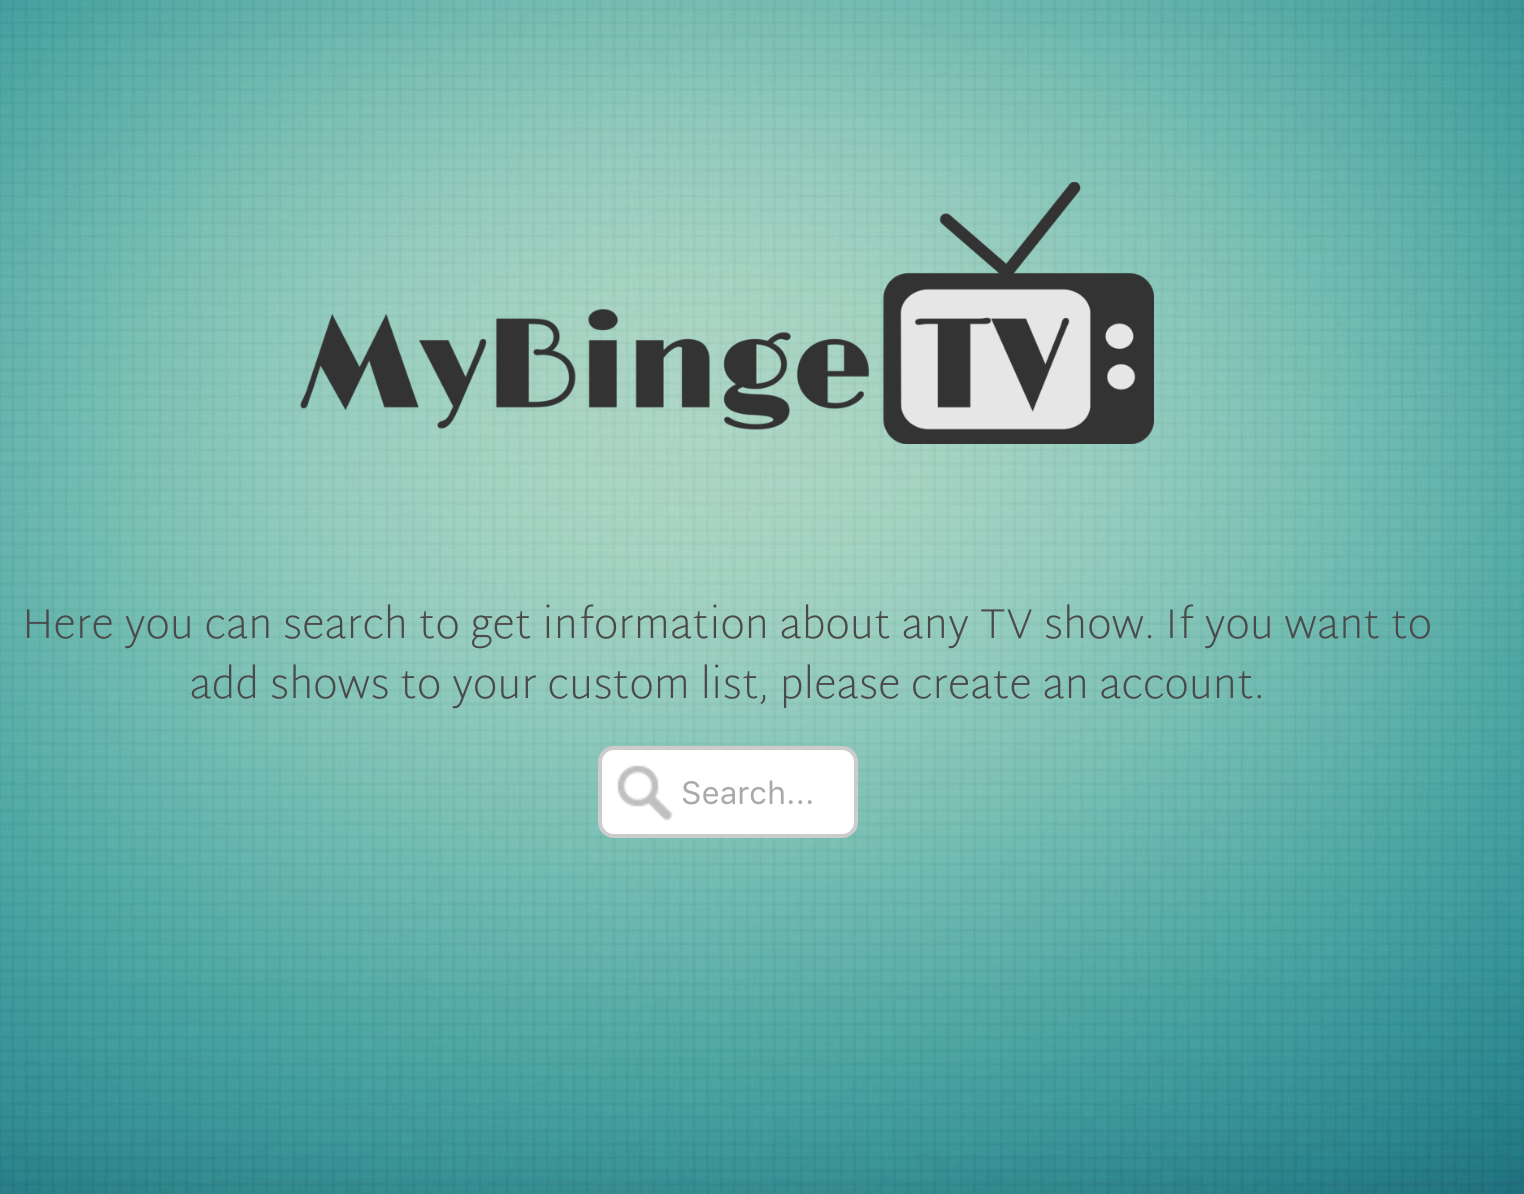 MyBinge TV
Here you can search to get information about any TV show. If you want to
add shows to your custom list, please create an account.
Search...